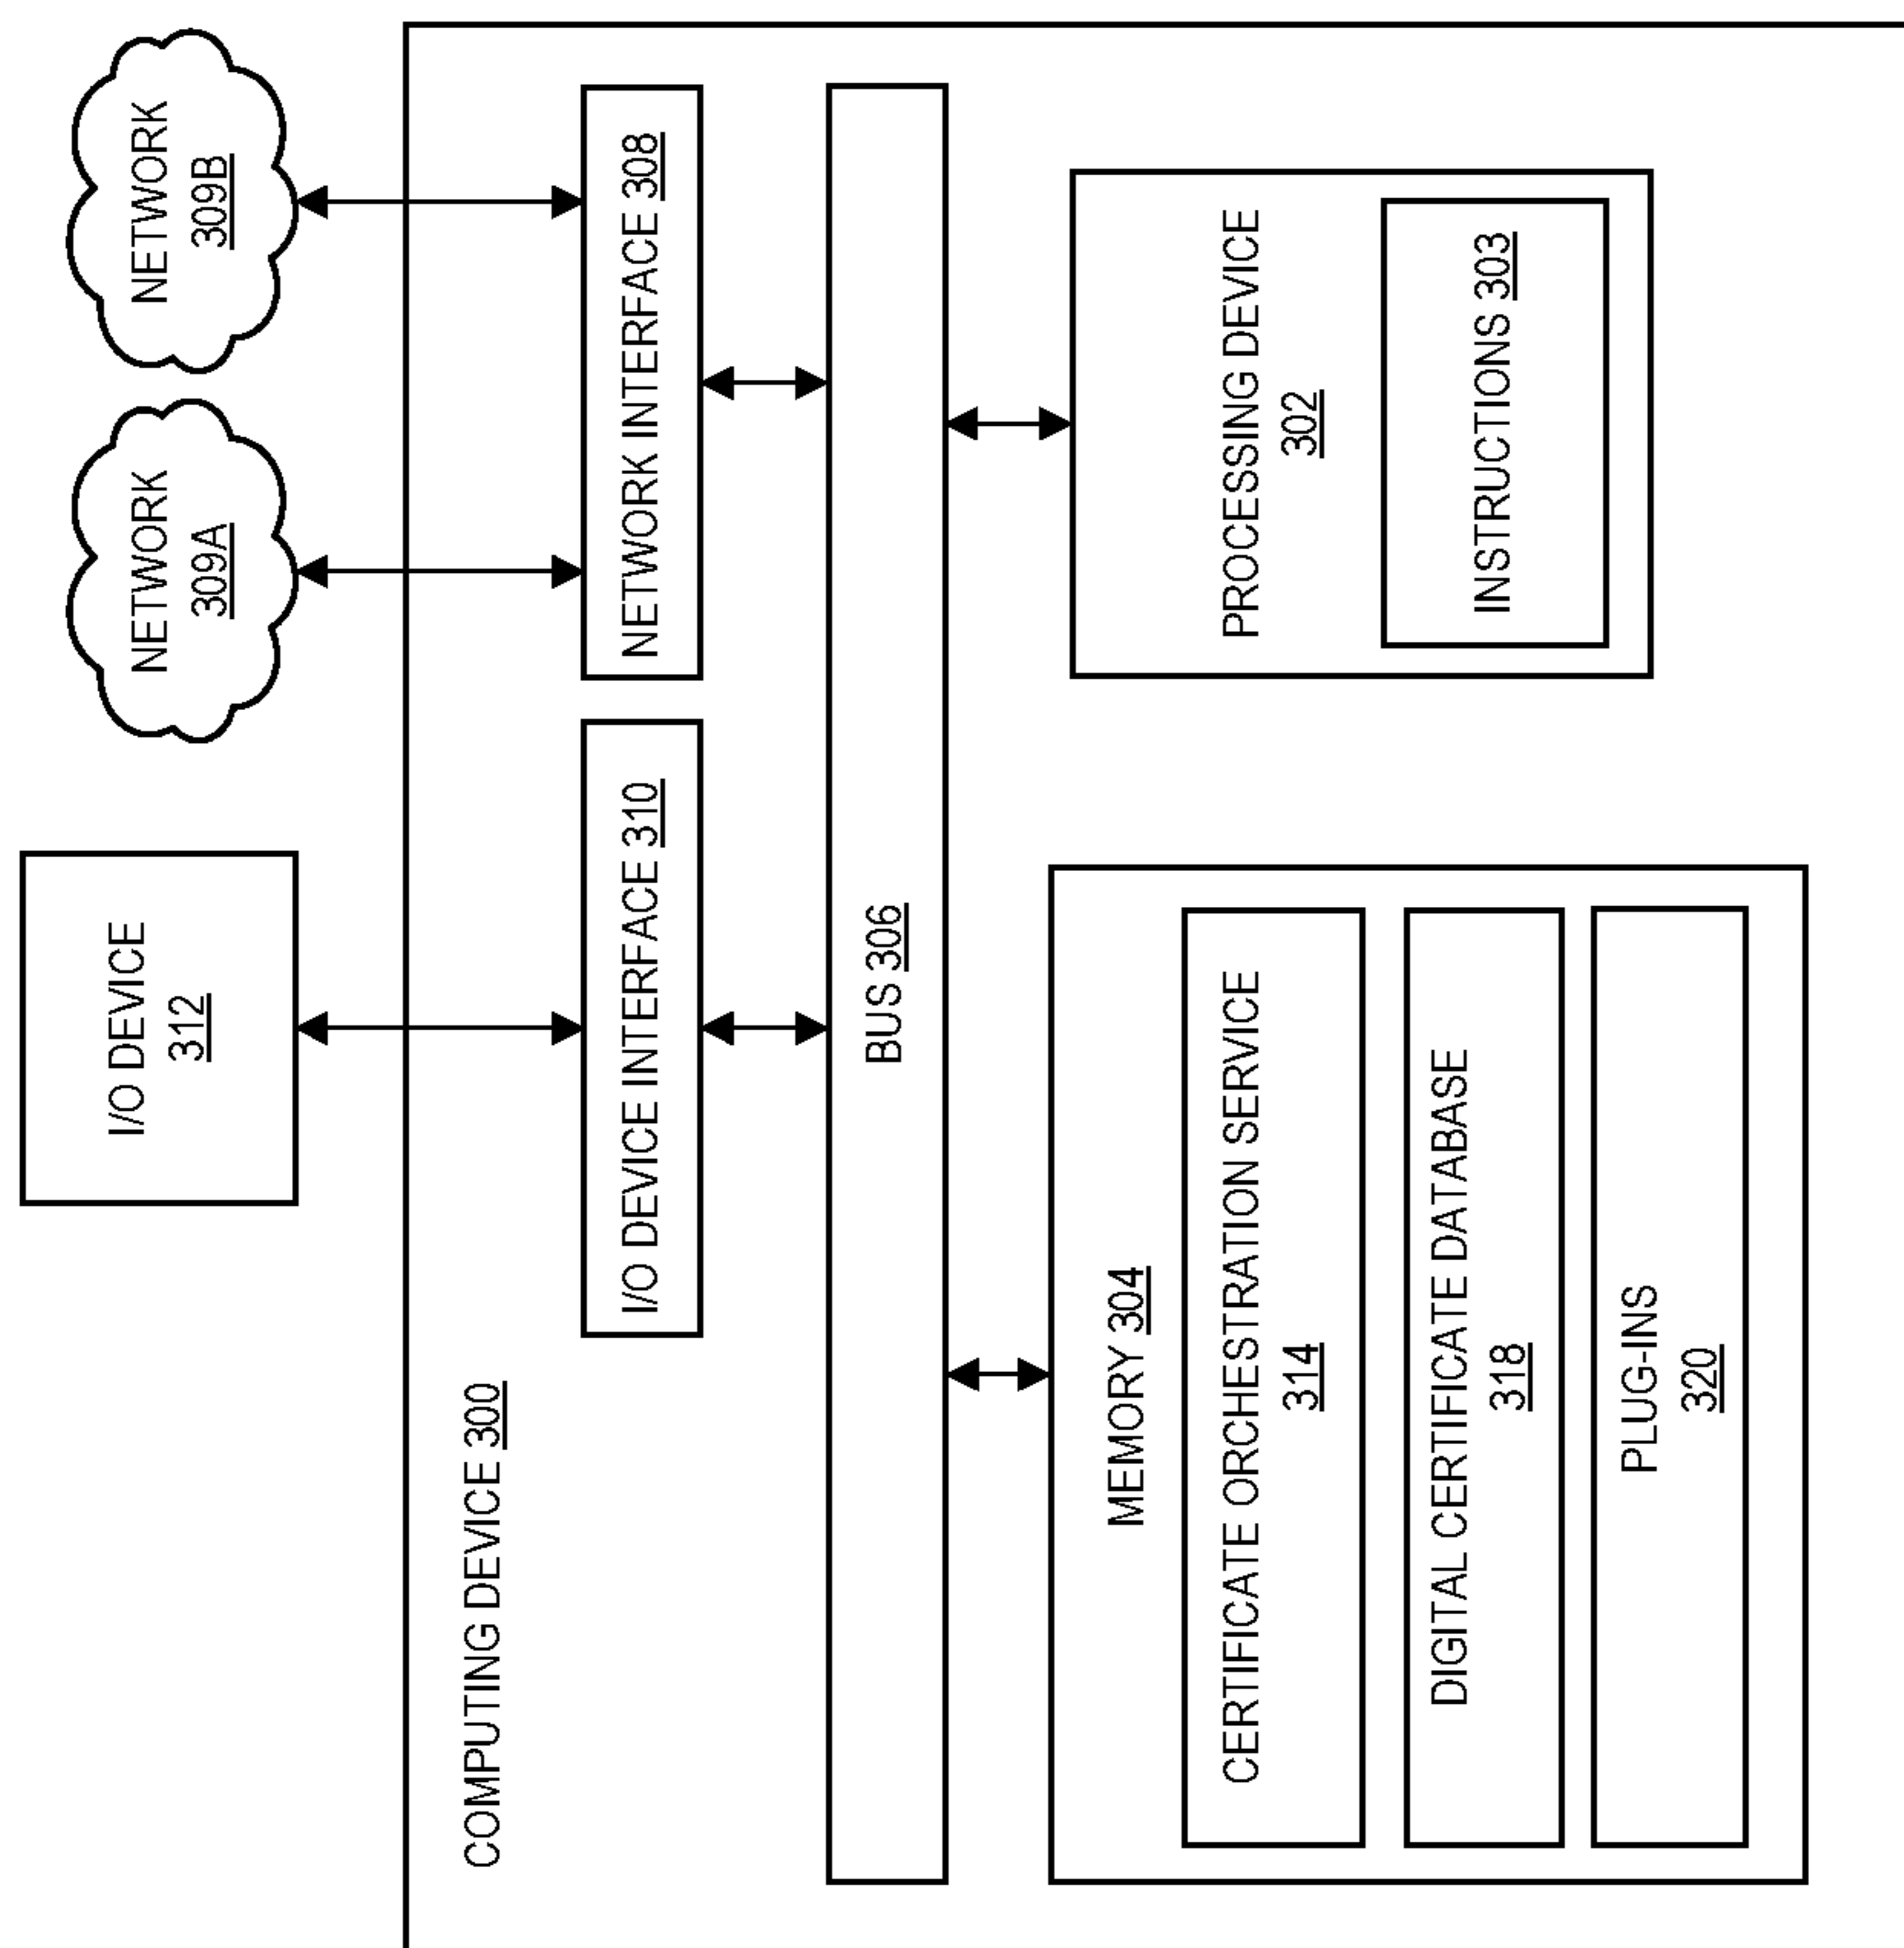 I/O DEVICE
312
NETWORK
309A
NETWORK
309B
COMPUTING DEVICE 300
I/O DEVICE INTERFACE 310
NETWORK INTERFACE 308
BUS 306
MEMORY 304
CERTIFICATE ORCHESTRATION SERVICE
314
DIGITAL CERTIFICATE DATABASE
318
PLUG-INS
320
PROCESSING DEVICE
302
INSTRUCTIONS 303